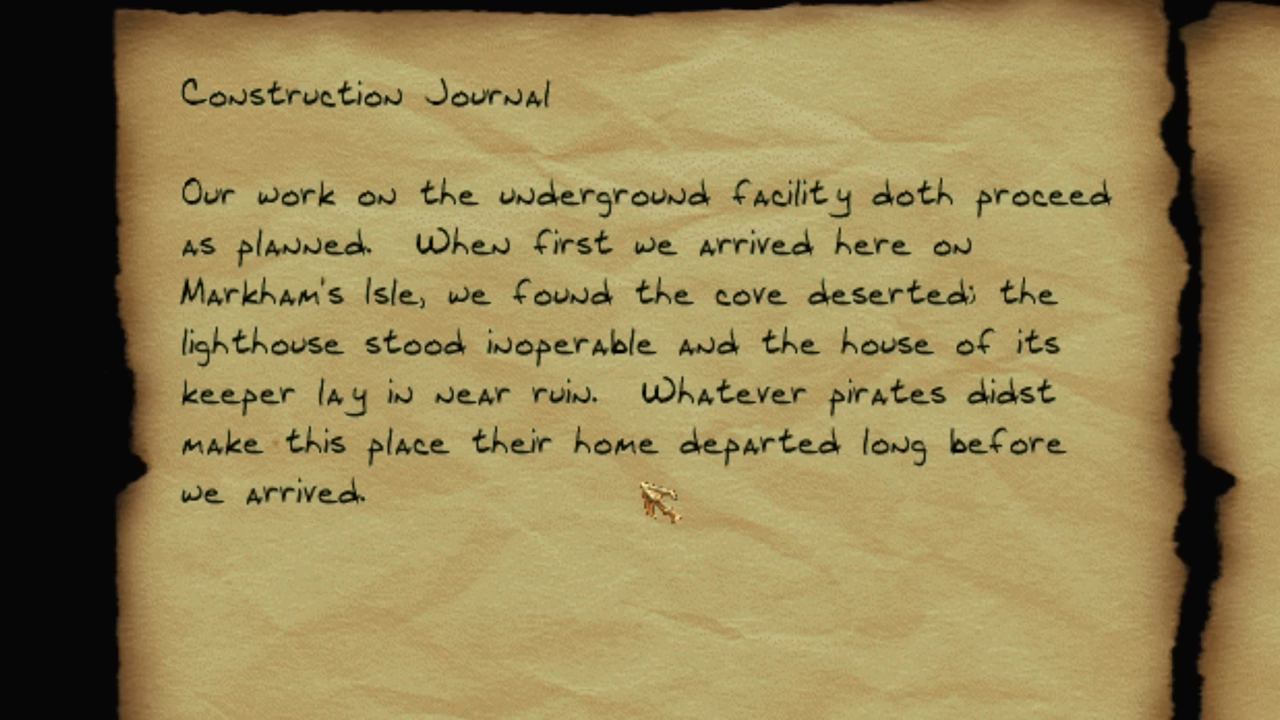 Construction Journal
Our work on the underground facility doth proceed
as planned. When first we arrived here on
Markham's Isle, we found the cove deserted; the
lighthouse stood inoperable and the house of its
keeper lay in near ruin. Whatever pirates didst
make this place their home departed long before
we arrived.